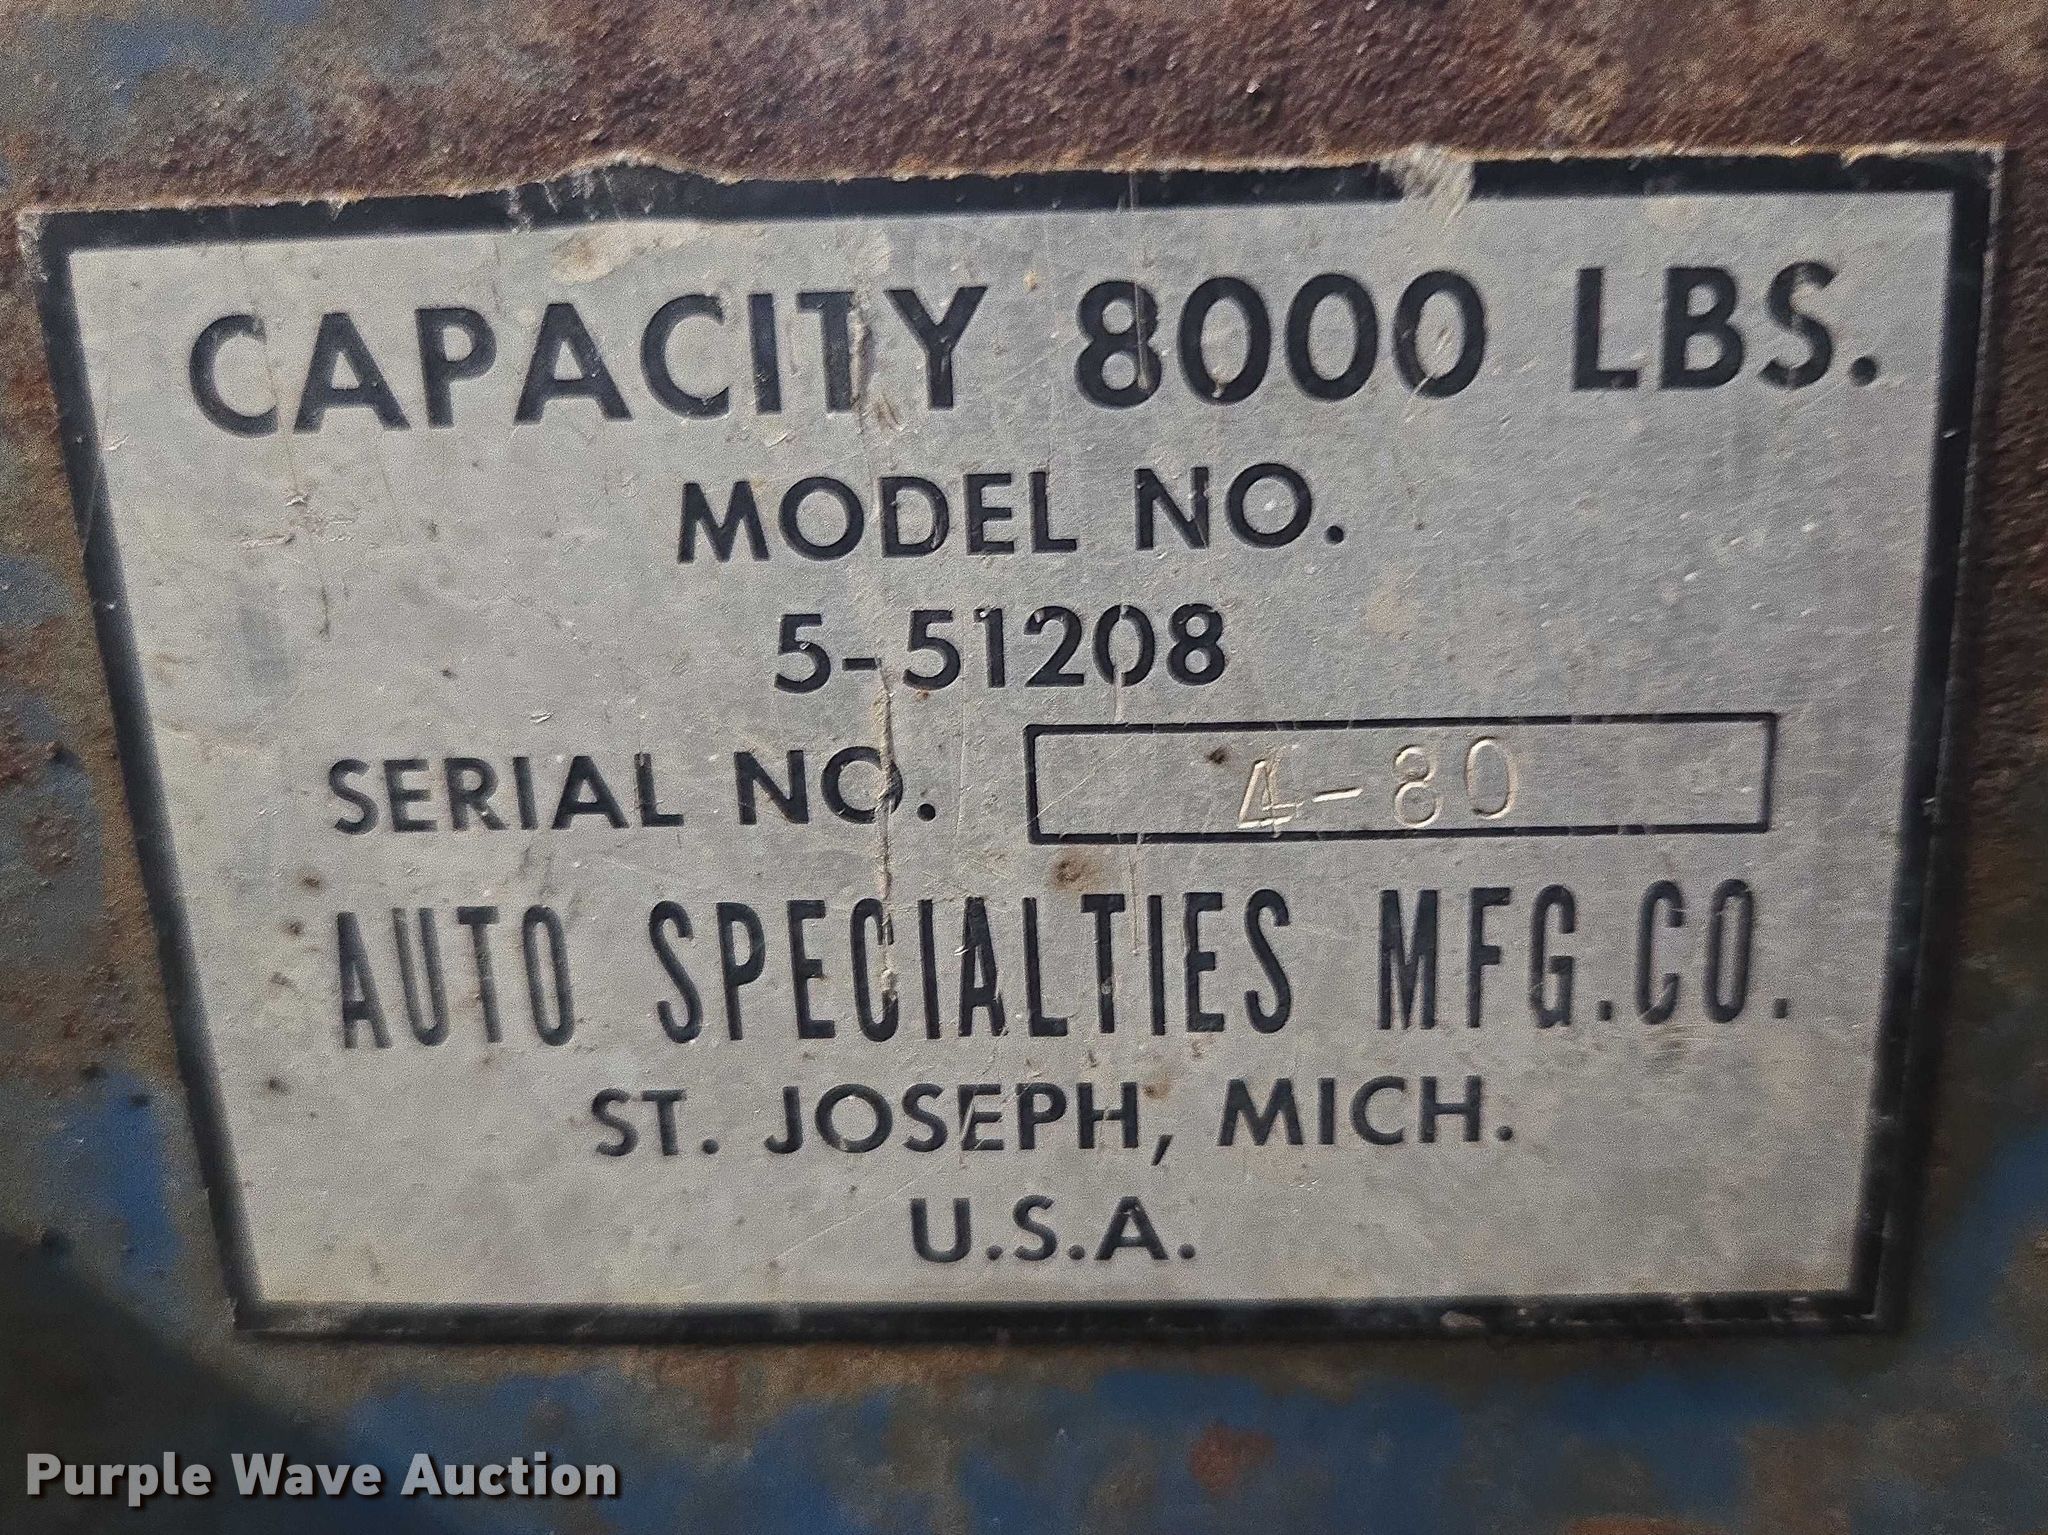 CAPACITY 8000 LBS.
MODEL NO.
5-51208
SERIAL NO. 4-80
AUTO SPECIALTIES MFG.CO.
ST. JOSEPH, MICH.
U.S.A.
Purple Wave Auction